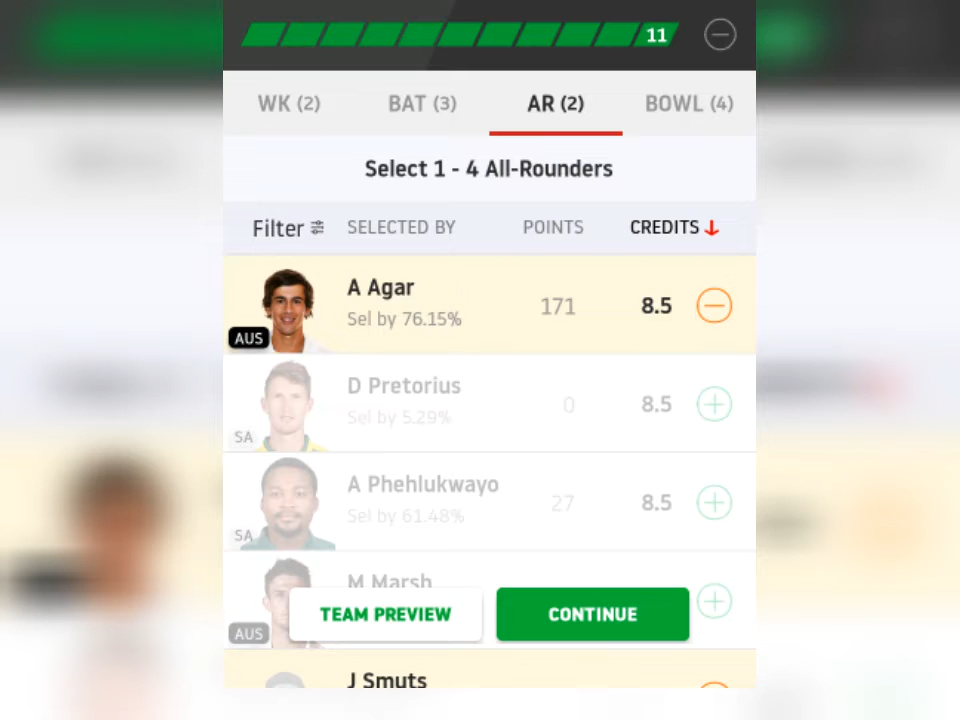 11
WK (2) BAT (3) AR (2) BOWL (4)
Select 1 - 4 All-Rounders
Filter SELECTED BY POINTS CREDITS
A Agar
Sel by 76.15% 171 8.5
AUS
D Pretorius
Sel by 5.29% 0 8.5
SA
A Phehlukwayo
Sel by 61.48% 27 8.5
SA
M Marsh
TEAM PREVIEW CONTINUE
AUS
J Smuts